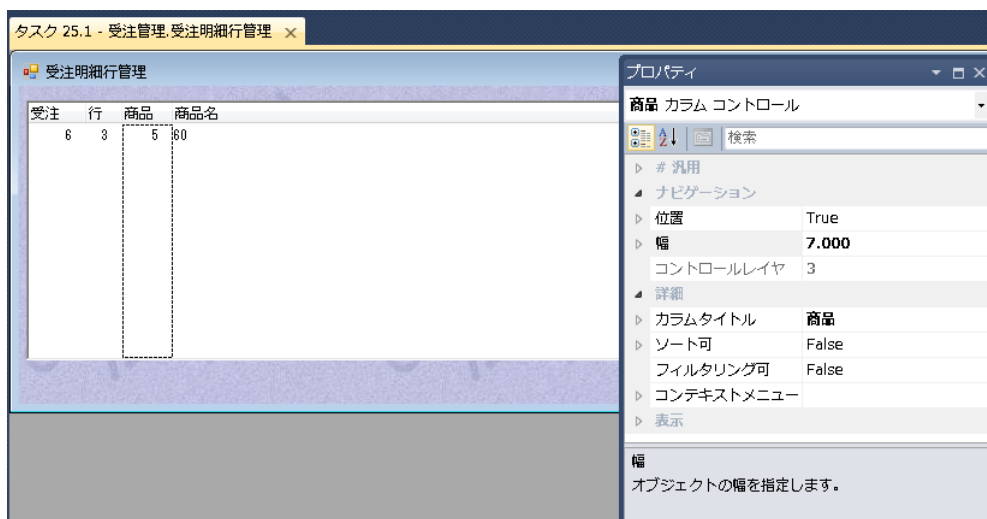 タスク 25.1 - 受注管理.受注明細行管理
受注明細行管理
受注 行 商品 商品名
6 3 5 60
プロパティ
商品 カラム コントロール
検索
# 汎用
ナビゲーション
位置 True
幅 7.000
コントロールレイヤ 3
詳細
カラムタイトル 商品
ソート可 False
フィルタリング可 False
コンテキストメニュー
表示
幅
オブジェクトの幅を指定します。